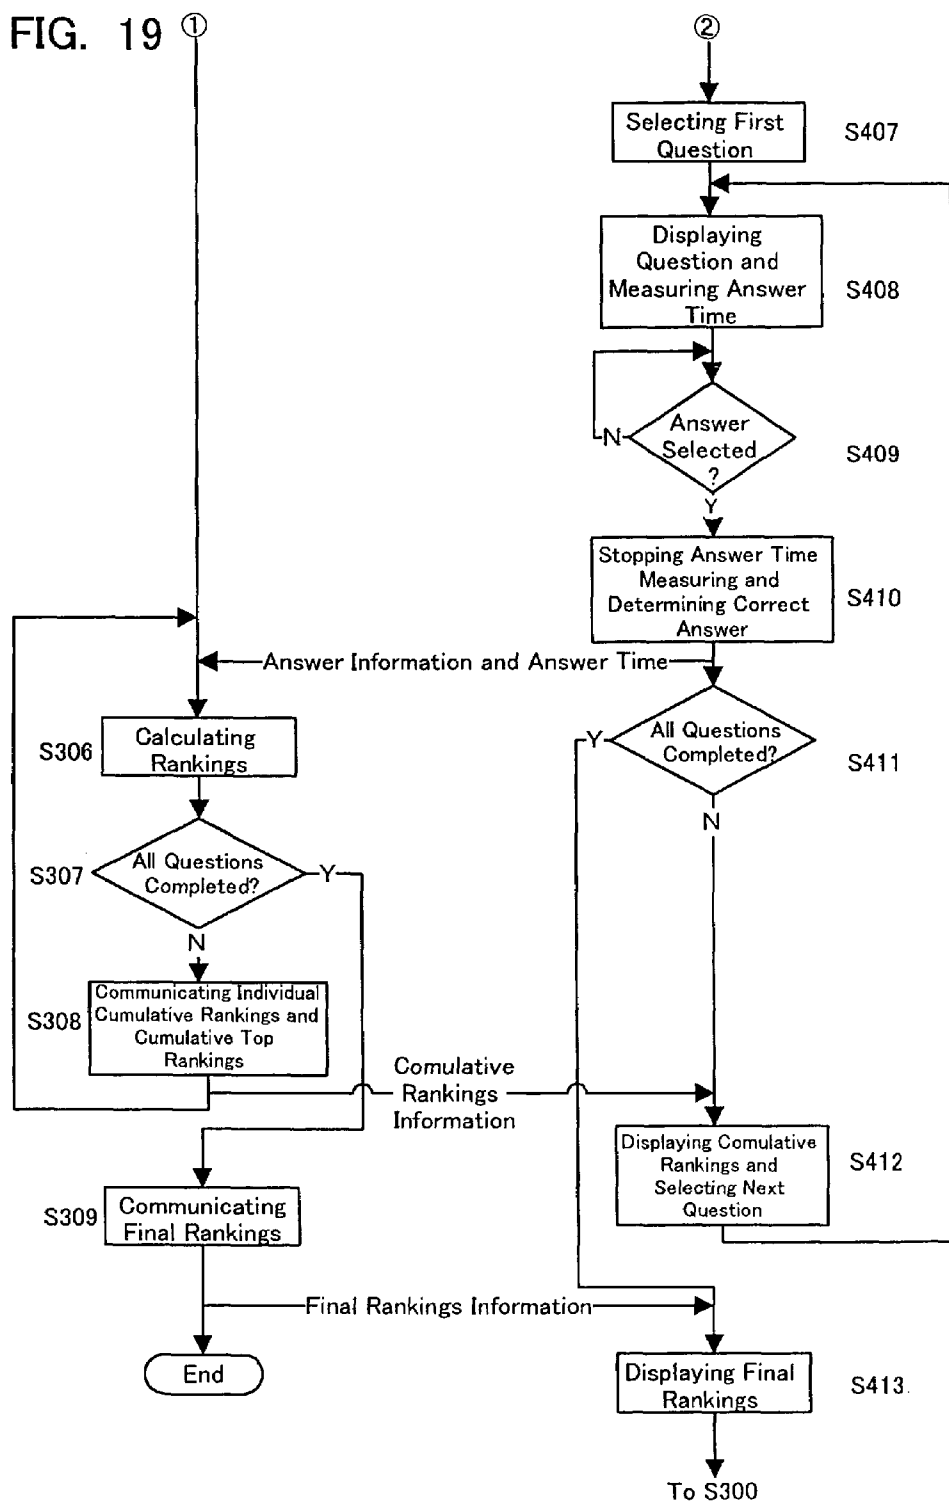 FIG. 19
①
②
Selecting First
Question
S407
Displaying
Question and
Measuring Answer
Time
S408
Answer
Selected
?
N
S409
Y
Stopping Answer Time
Measuring and
Determining Correct
Answer
S410
Answer Information and Answer Time
S306
Calculating
Rankings
Y
All Questions
Completed?
S411
N
S307
All Questions
Completed?
Y
N
S308
Communicating Individual
Cumulative Rankings and
Cumulative Top
Rankings
Comulative
Rankings
Information
Displaying Comulative
Rankings and
Selecting Next
Question
S412
S309
Communicating
Final Rankings
Final Rankings Information
End
Displaying Final
Rankings
S413
To S300